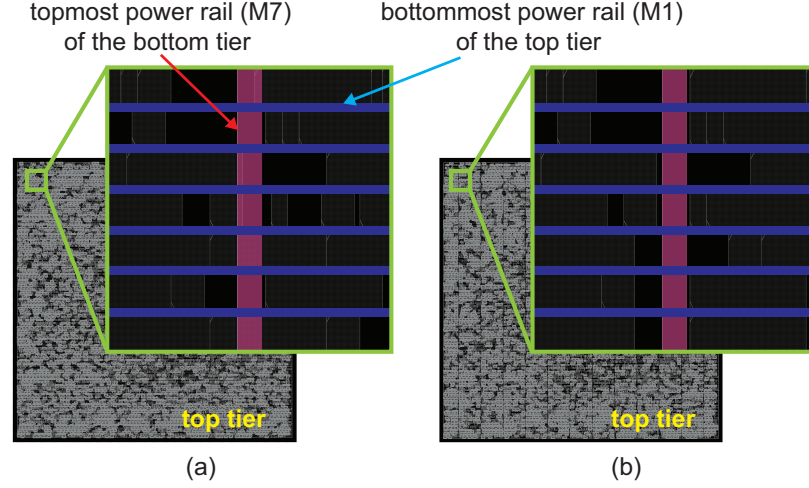 topmost power rail (M7)
of the bottom tier
bottommost power rail (M1)
of the top tier
top tier
top tier
(a)
(b)